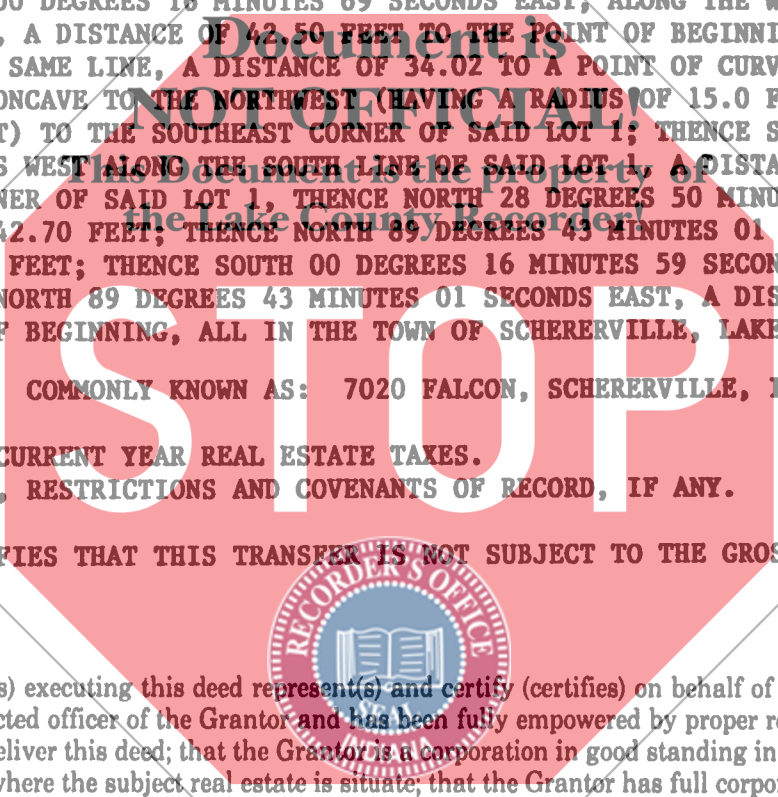 00 DEGREES 16 MINUTES 69 SECONDS EAST, ALONG THE W
, A DISTANCE OF 42.50 FEET TO THE POINT OF BEGINNI
Document is
SAME LINE, A DISTANCE OF 34.02 TO A POINT OF CURV
ONCAVE TO THE NORTHWEST (HAVING A RADIUS OF 15.0 F
NOT OFFICIAL!
T) TO THE SOUTHEAST CORNER OF SAID LOT 1; THENCE S
S WEST ALONG THE SOUTH LINE OF SAID LOT 1, A DISTA
This Document is the property of
NER OF SAID LOT 1, THENCE NORTH 28 DEGREES 50 MINU
the Lake County Recorder!
42.70 FEET; THENCE NORTH 89 DEGREES 43 MINUTES 01
FEET; THENCE SOUTH 00 DEGREES 16 MINUTES 59 SECON
NORTH 89 DEGREES 43 MINUTES 01 SECONDS EAST, A DIS
F BEGINNING, ALL IN THE TOWN OF SCHERERVILLE, LAKE
STOP
COMMONLY KNOWN AS: 7020 FALCON, SCHERERVILLE, I
CURRENT YEAR REAL ESTATE TAXES.
, RESTRICTIONS AND COVENANTS OF RECORD, IF ANY.
FIES THAT THIS TRANSFER IS NOT SUBJECT TO THE GROS
RECORDER'S OFFICE
SEAL
INDIANA
s) executing this deed represent(s) and certify (certifies) on behalf of
cted officer of the Grantor and has been fully empowered by proper re
eliver this deed; that the Grantor is a corporation in good standing in
where the subject real estate is situate; that the Grantor has full corpo